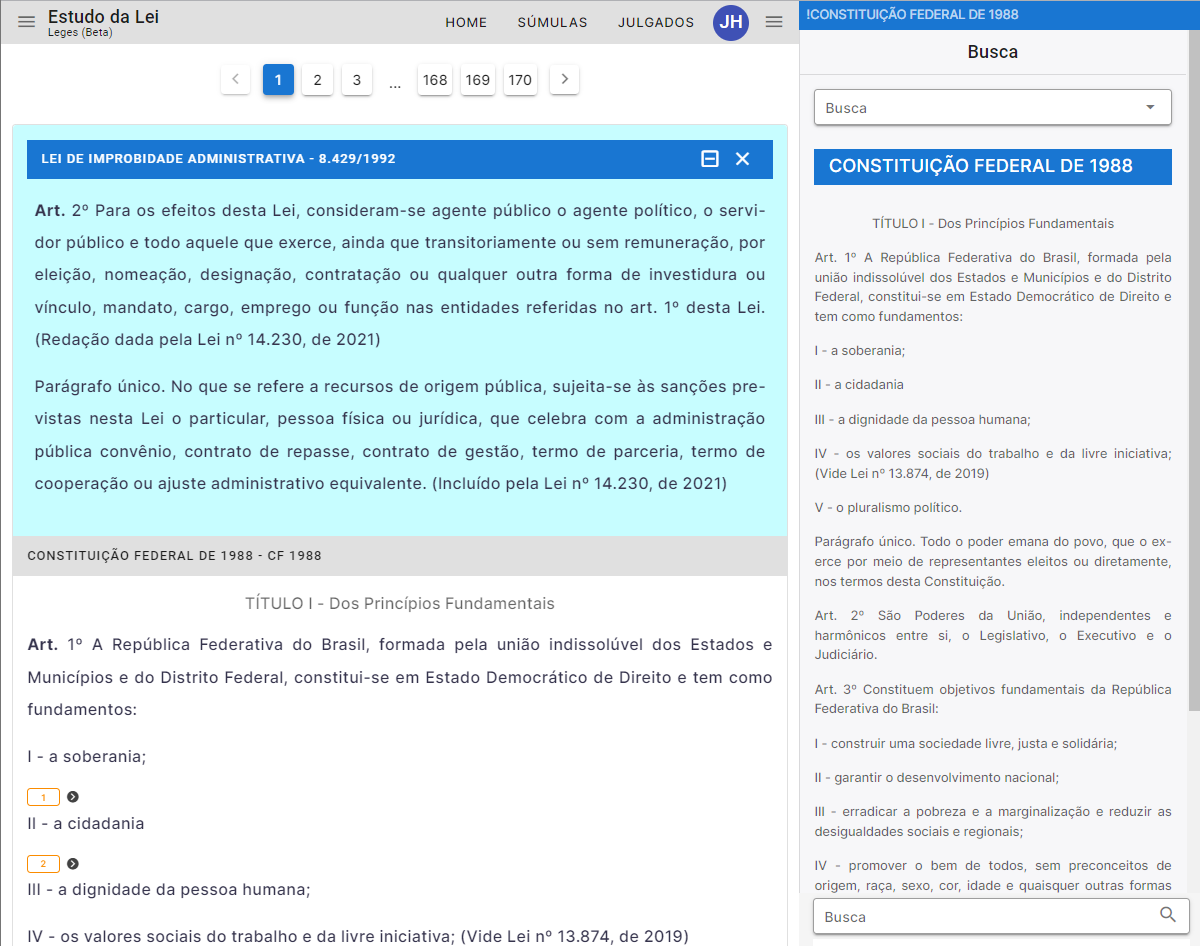 Estudo da Lei
Leges (Beta)
HOME
SÚMULAS
JULGADOS
JH
1
2
3
...
168
169
170
LEI DE IMPROBIDADE ADMINISTRATIVA - 8.429/1992
Art. 2º Para os efeitos desta Lei, consideram-se agente público o agente político, o servi-
dor público e todo aquele que exerce, ainda que transitoriamente ou sem remuneração, por
eleição, nomeação, designação, contratação ou qualquer outra forma de investidura ou
vínculo, mandato, cargo, emprego ou função nas entidades referidas no art. 1º desta Lei.
(Redação dada pela Lei nº 14.230, de 2021)
Parágrafo único. No que se refere a recursos de origem pública, sujeita-se às sanções pre-
vistas nesta Lei o particular, pessoa física ou jurídica, que celebra com a administração
pública convênio, contrato de repasse, contrato de gestão, termo de parceria, termo de
cooperação ou ajuste administrativo equivalente. (Incluído pela Lei nº 14.230, de 2021)
CONSTITUIÇÃO FEDERAL DE 1988 - CF 1988
TÍTULO I - Dos Princípios Fundamentais
Art. 1º A República Federativa do Brasil, formada pela união indissolúvel dos Estados e
Municípios e do Distrito Federal, constitui-se em Estado Democrático de Direito e tem como
fundamentos:
I - a soberania;
1
II - a cidadania
2
III - a dignidade da pessoa humana;
IV - os valores sociais do trabalho e da livre iniciativa; (Vide Lei nº 13.874, de 2019)
!CONSTITUIÇÃO FEDERAL DE 1988
Busca
Busca
CONSTITUIÇÃO FEDERAL DE 1988
TÍTULO I - Dos Princípios Fundamentais
Art. 1º A República Federativa do Brasil, formada pela
união indissolúvel dos Estados e Municípios e do Distrito
Federal, constitui-se em Estado Democrático de Direito e
tem como fundamentos:
I - a soberania;
II - a cidadania
III - a dignidade da pessoa humana;
IV - os valores sociais do trabalho e da livre iniciativa;
(Vide Lei nº 13.874, de 2019)
V - o pluralismo político.
Parágrafo único. Todo o poder emana do povo, que o ex-
erce por meio de representantes eleitos ou diretamente,
nos termos desta Constituição.
Art. 2º São Poderes da União, independentes e
harmônicos entre si, o Legislativo, o Executivo e o
Judiciário.
Art. 3º Constituem objetivos fundamentais da República
Federativa do Brasil:
I - construir uma sociedade livre, justa e solidária;
II - garantir o desenvolvimento nacional;
III - erradicar a pobreza e a marginalização e reduzir as
desigualdades sociais e regionais;
IV - promover o bem de todos, sem preconceitos de
origem, raça, sexo, cor, idade e quaisquer outras formas
Busca